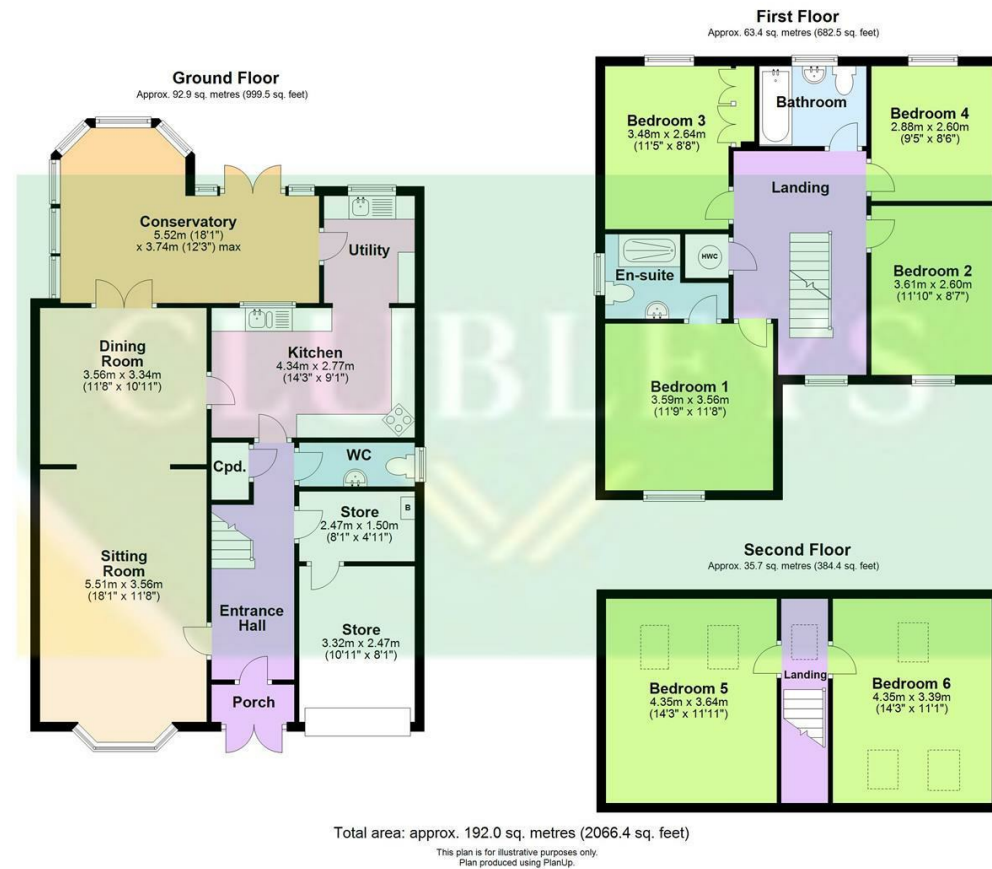 Ground Floor
Approx. 92.9 sq. metres (999.5 sq. feet)
Conservatory
5.52m (18'1")
x 3.74m (12'3") max
Utility
Dining
Room
3.56m x 3.34m
(11'8" x 10'11")
Kitchen
4.34m x 2.77m
(14'3" x 9'1")
Cpd.
WC
Store
2.47m x 1.50m
(8'1" x 4'11")
B
Sitting
Room
5.51m x 3.56m
(18'1" x 11'8")
Entrance
Hall
Store
3.32m x 2.47m
(10'11" x 8'1")
Porch
First Floor
Approx. 63.4 sq. metres (682.5 sq. feet)
Bedroom 3
3.48m x 2.64m
(11'5" x 8'8")
Bathroom
Bedroom 4
2.88m x 2.60m
(9'5" x 8'6")
Landing
En-suite
HWC
Bedroom 2
3.61m x 2.60m
(11'10" x 8'7")
Bedroom 1
3.59m x 3.56m
(11'9" x 11'8")
Second Floor
Approx. 35.7 sq. metres (384.4 sq. feet)
Bedroom 5
4.35m x 3.64m
(14'3" x 11'11")
Landing
Bedroom 6
4.35m x 3.39m
(14'3" x 11'1")
CLUBLEYS
Total area: approx. 192.0 sq. metres (2066.4 sq. feet)
This plan is for illustrative purposes only.
Plan produced using PlanUp.